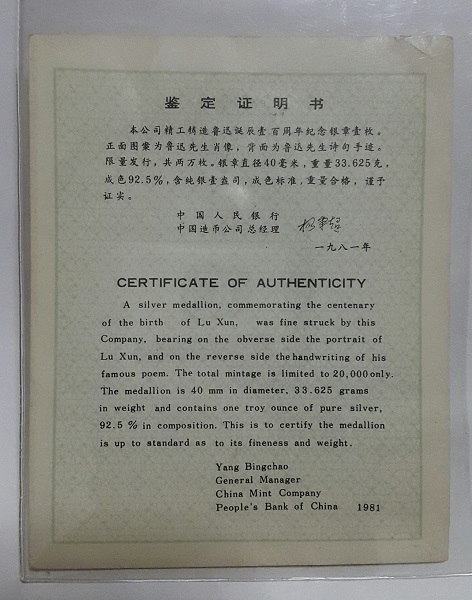 鉴定证明书
本公司精工铸造鲁迅诞辰壹百周年纪念银章壹枚。
正面图案为鲁迅先生肖像，背面为鲁迅先生诗句手迹。
限量发行，共两万枚。银章直径40毫米，重量33.625克，
成色92.5%，含纯银壹盎司，成色标准，重量合格，谨予
证实。
中国人民银行
中国造币公司总经理
一九八一年
CERTIFICATE OF AUTHENTICITY
A silver medallion, commemorating the centenary
of the birth of Lu Xun, was fine struck by this
Company, bearing on the obverse side the portrait of
Lu Xun, and on the reverse side the handwriting of his
famous poem. The total mintage is limited to 20,000 only.
The medallion is 40 mm in diameter, 33.625 grams
in weight and contains one troy ounce of pure silver,
92.5 % in composition. This is to certify the medallion
is up to standard as to its fineness and weight.
Yang Bingchao
General Manager
China Mint Company
People's Bank of China 1981